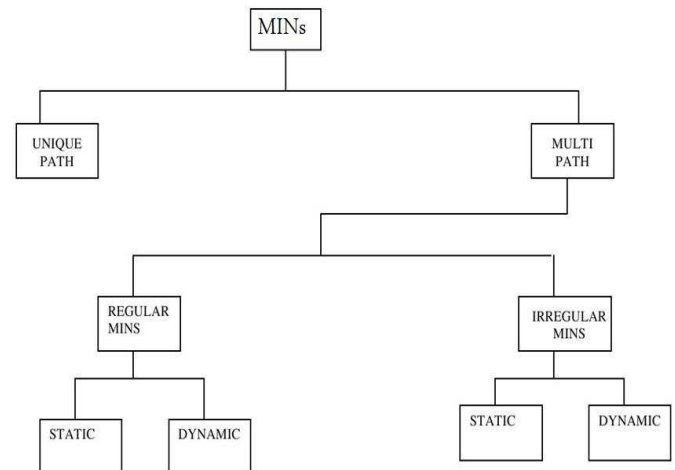 MINs
UNIQUE
PATH
MULTI
PATH
REGULAR
MINS
IRREGULAR
MINS
STATIC
DYNAMIC
STATIC
DYNAMIC